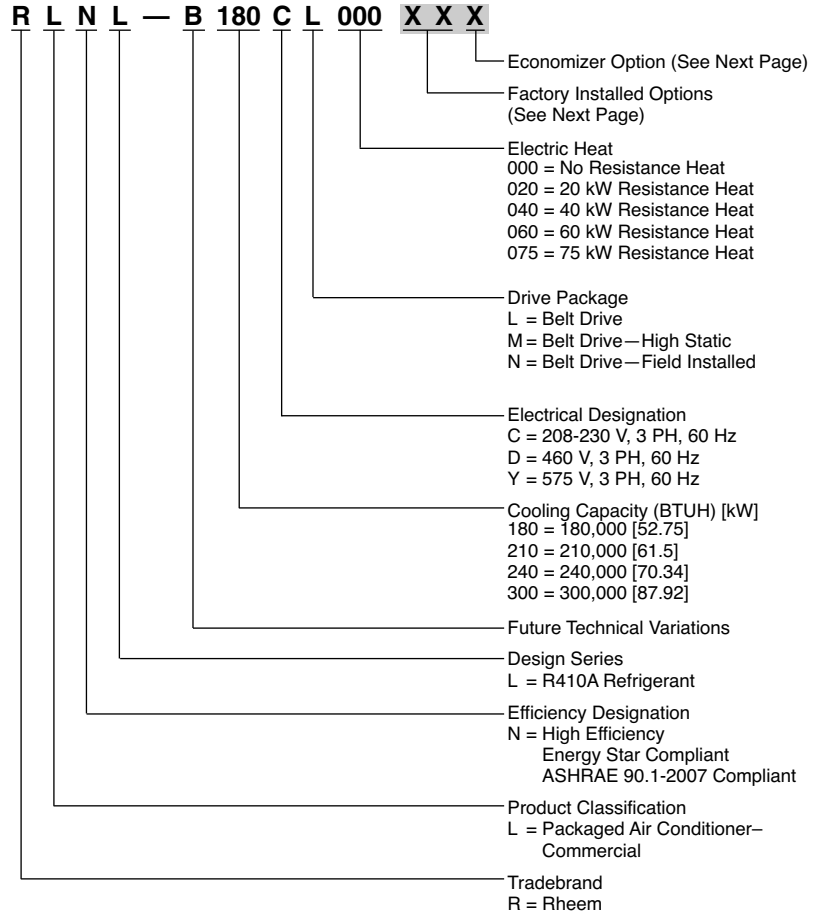 R L N L — B 180 C L 000 X X X
Economizer Option (See Next Page)
Factory Installed Options
(See Next Page)
Electric Heat
000 = No Resistance Heat
020 = 20 kW Resistance Heat
040 = 40 kW Resistance Heat
060 = 60 kW Resistance Heat
075 = 75 kW Resistance Heat
Drive Package
L = Belt Drive
M = Belt Drive—High Static
N = Belt Drive—Field Installed
Electrical Designation
C = 208-230 V, 3 PH, 60 Hz
D = 460 V, 3 PH, 60 Hz
Y = 575 V, 3 PH, 60 Hz
Cooling Capacity (BTUH) [kW]
180 = 180,000 [52.75]
210 = 210,000 [61.5]
240 = 240,000 [70.34]
300 = 300,000 [87.92]
Future Technical Variations
Design Series
L = R410A Refrigerant
Efficiency Designation
N = High Efficiency
Energy Star Compliant
ASHRAE 90.1-2007 Compliant
Product Classification
L = Packaged Air Conditioner–
Commercial
Tradebrand
R = Rheem